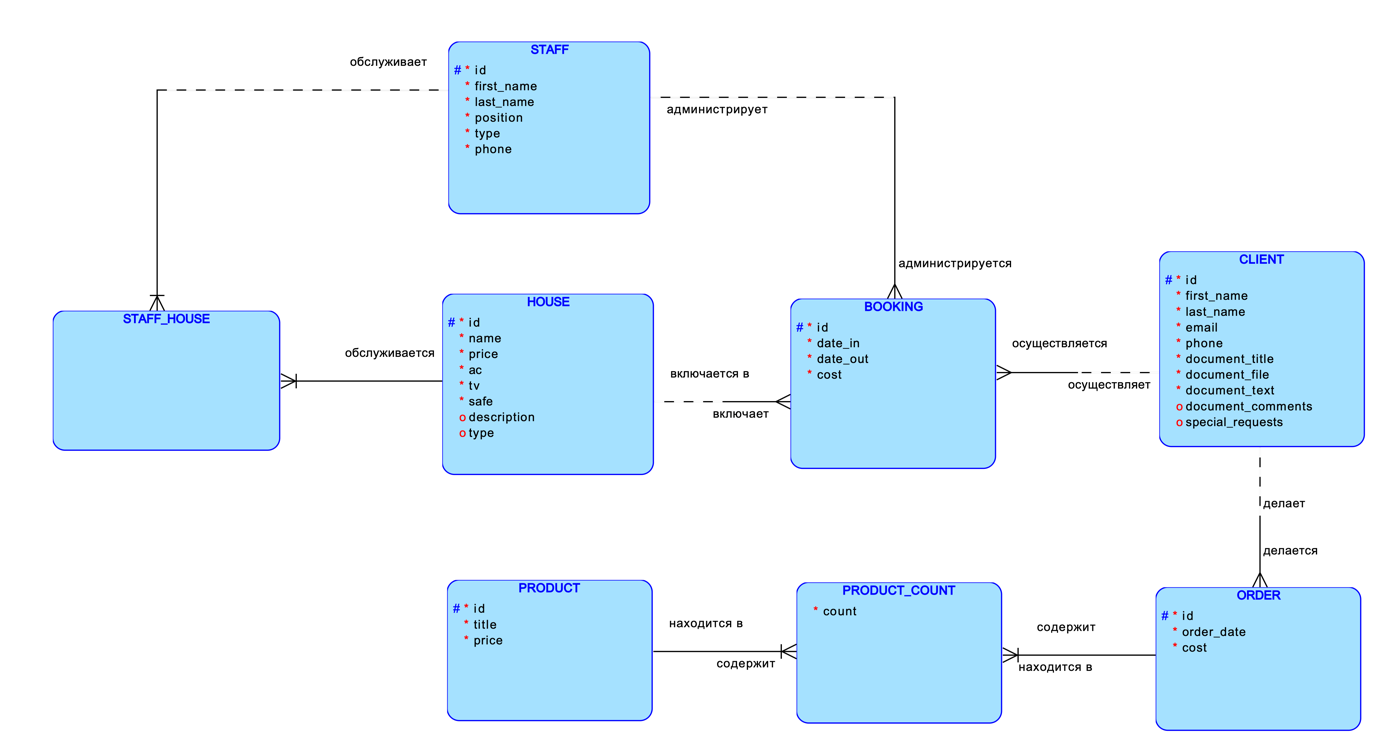 STAFF
# * id
* first_name
* last_name
* position
* type
* phone
обслуживает
администрирует
администрируется
STAFF_HOUSE
обслуживается
HOUSE
# * id
* name
* price
* ac
* tv
* safe
o description
o type
включается в
включает
BOOKING
# * id
* date_in
* date_out
* cost
осуществляется
осуществляет
CLIENT
# * id
* first_name
* last_name
* email
* phone
* document_title
* document_file
* document_text
o document_comments
o special_requests
делает
делается
PRODUCT
# * id
* title
* price
находится в
содержит
PRODUCT_COUNT
* count
содержит
находится в
ORDER
# * id
* order_date
* cost